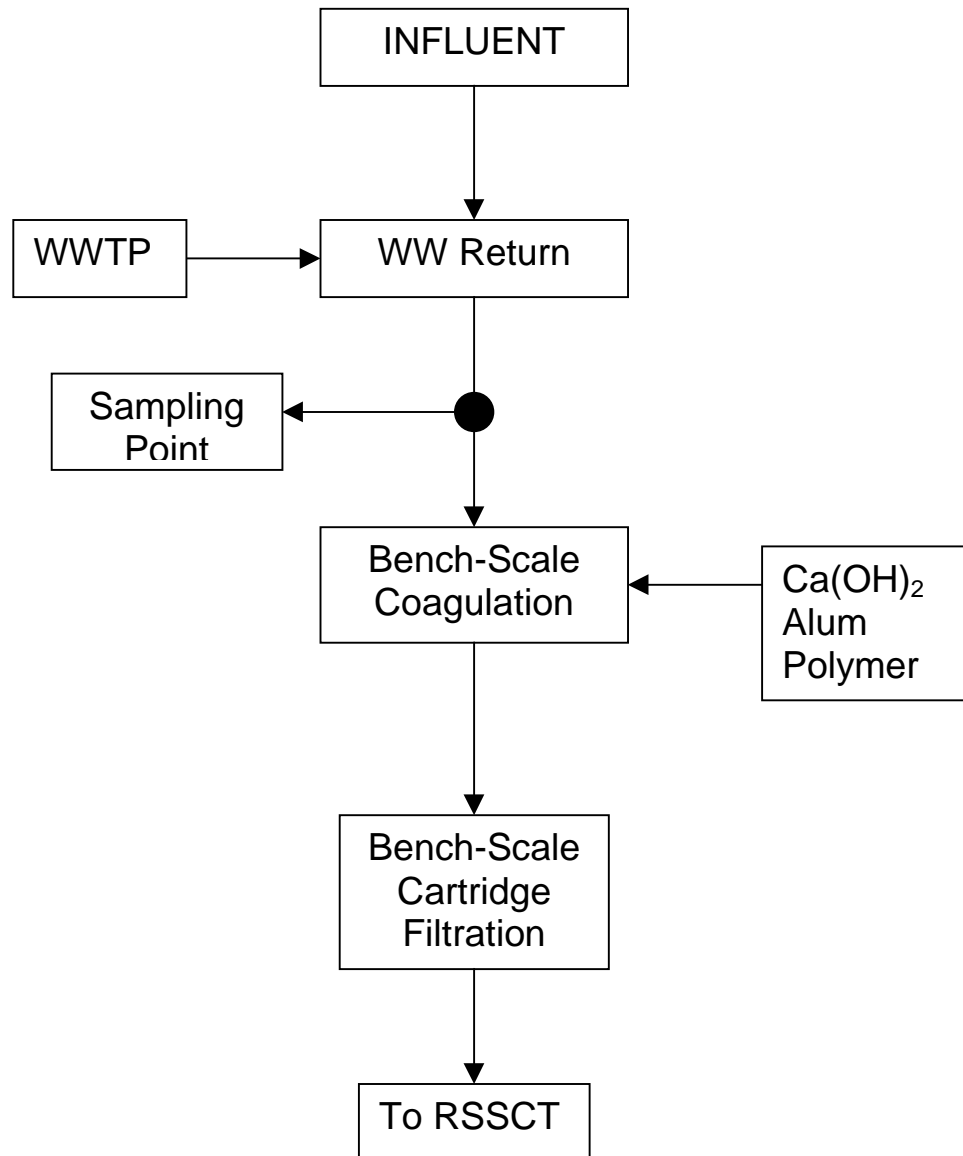 INFLUENT
WWTP
WW Return
Sampling
Point
Bench-Scale
Coagulation
Ca(OH)₂
Alum
Polymer
Bench-Scale
Cartridge
Filtration
To RSSCT